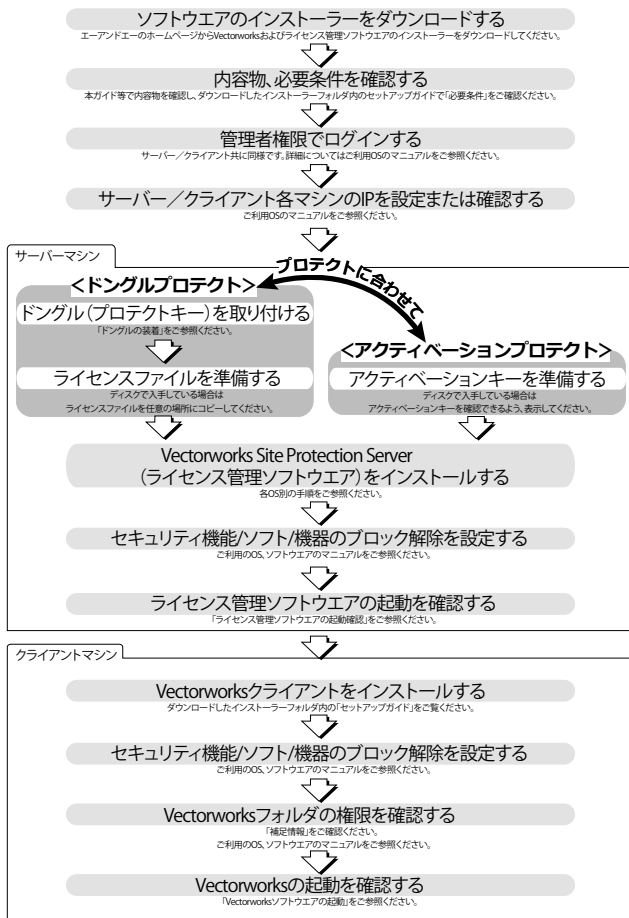 ソフトウエアのインストーラーをダウンロードする
エーアンドエーのホームページからVectorworksおよびライセンス管理ソフトウエアのインストーラーをダウンロードしてください。
内容物、必要条件を確認する
本ガイド等で内容物を確認し、ダウンロードしたインストーラーフォルダ内のセットアップガイドで「必要条件」をご確認ください。
管理者権限でログインする
サーバー／クライアント共に同様です。詳細についてはご利用OSのマニュアルをご参照ください。
サーバー／クライアント各マシンのIPを設定または確認する
ご利用OSのマニュアルをご参照ください。
サーバーマシン
プロテクトに合わせて
＜ドングルプロテクト＞
ドングル（プロテクトキー）を取り付ける
「ドングルの装着」をご参照ください。
ライセンスファイルを準備する
ディスクで入手している場合は
ライセンスファイルを任意の場所にコピーしてください。
＜アクティベーションプロテクト＞
アクティベーションキーを準備する
ディスクで入手している場合は
アクティベーションキーを確認できるよう、表示してください。
Vectorworks Site Protection Server
（ライセンス管理ソフトウエア）をインストールする
各OS別の手順をご参照ください。
セキュリティ機能/ソフト/機器のブロック解除を設定する
ご利用のOS、ソフトウエアのマニュアルをご参照ください。
ライセンス管理ソフトウエアの起動を確認する
「ライセンス管理ソフトウエアの起動確認」をご参照ください。
クライアントマシン
Vectorworksクライアントをインストールする
ダウンロードしたインストーラーフォルダ内の「セットアップガイド」をご覧ください。
セキュリティ機能/ソフト/機器のブロック解除を設定する
ご利用のOS、ソフトウエアのマニュアルをご参照ください。
Vectorworksフォルダの権限を確認する
「補足情報」をご確認ください。
ご利用のOS、ソフトウエアのマニュアルをご参照ください。
Vectorworksの起動を確認する
「Vectorworksソフトウエアの起動」をご参照ください。